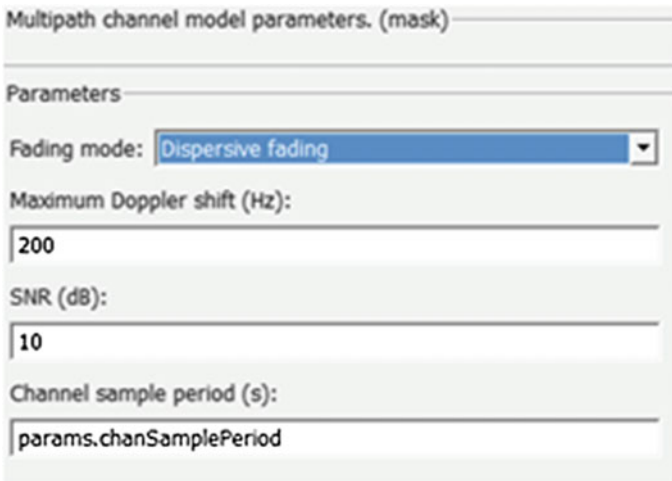 Multipath channel model parameters. (mask)
Parameters
Fading mode: Dispersive fading
Maximum Doppler shift (Hz):
200
SNR (dB):
10
Channel sample period (s):
params.chanSamplePeriod